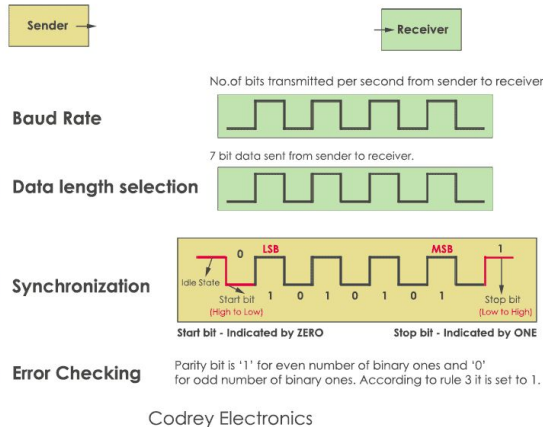 Sender
Receiver
No.of bits transmitted per second from sender to receiver
Baud Rate
7 bit data sent from sender to receiver.
Data length selection
0 LSB MSB 1
Idle State
Synchronization
Start bit 1 0 1 0 1 0 1 Stop bit
(High to Low) (Low to High)
Start bit - Indicated by ZERO Stop bit - Indicated by ONE
Error Checking
Parity bit is ‘1’ for even number of binary ones and ‘0’
for odd number of binary ones. According to rule 3 it is set to 1.
Codrey Electronics